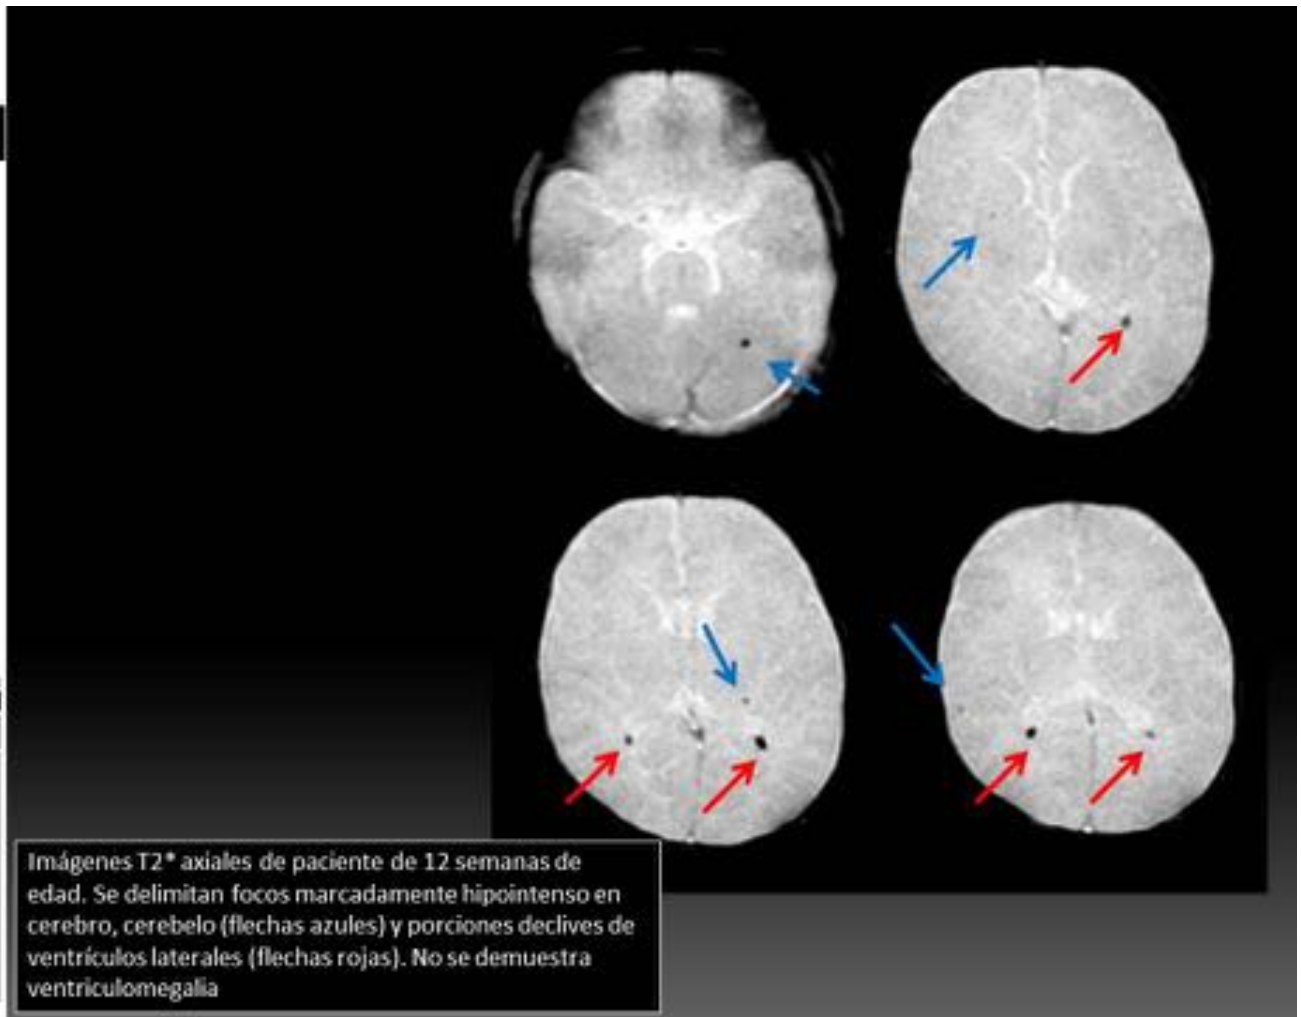 Imágenes T2* axiales de paciente de 12 semanas de
edad. Se delimitan focos marcadamente hipointenso en
cerebro, cerebelo (flechas azules) y porciones declives de
ventrículos laterales (flechas rojas). No se demuestra
ventriculomegalia